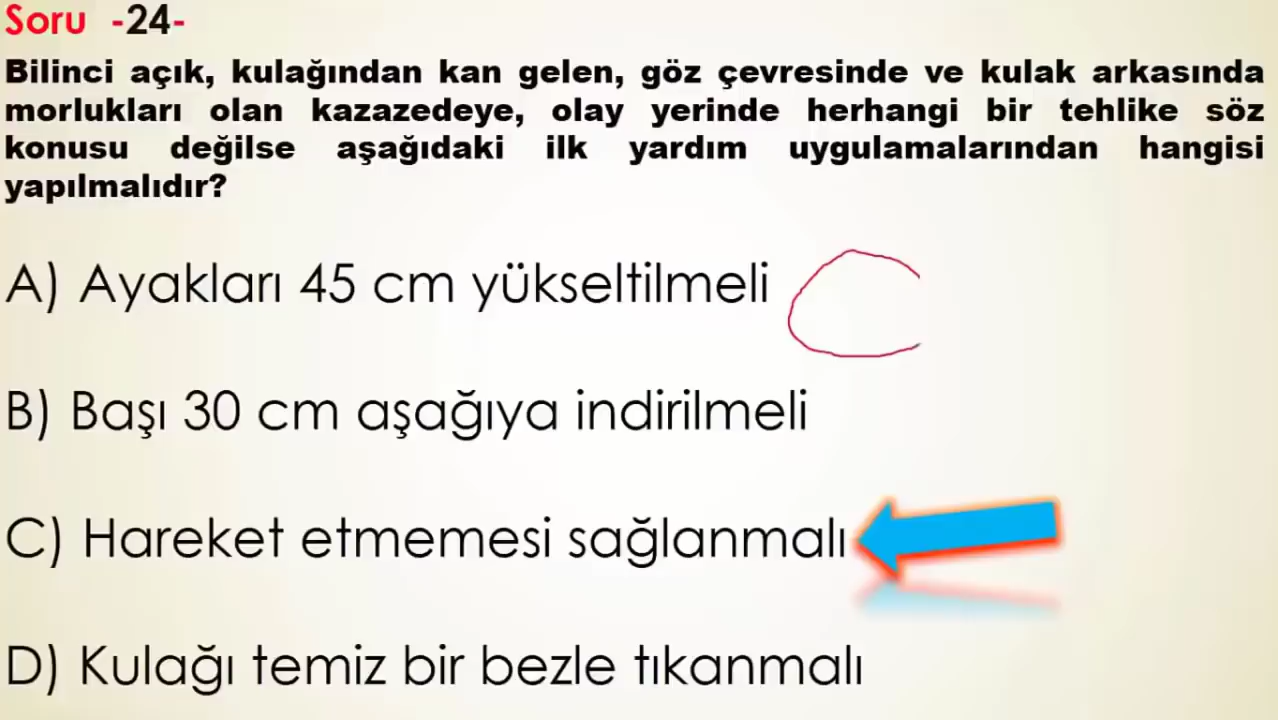 Soru -24-
Bilinci açık, kulağından kan gelen, göz çevresinde ve kulak arkasında
morlukları olan kazazedeye, olay yerinde herhangi bir tehlike söz
konusu değilse aşağıdaki ilk yardım uygulamalarından hangisi
yapılmalıdır?
A) Ayakları 45 cm yükseltilmeli
B) Başı 30 cm aşağıya indirilmeli
C) Hareket etmemesi sağlanmalı
D) Kulağı temiz bir bezle tıkanmalı